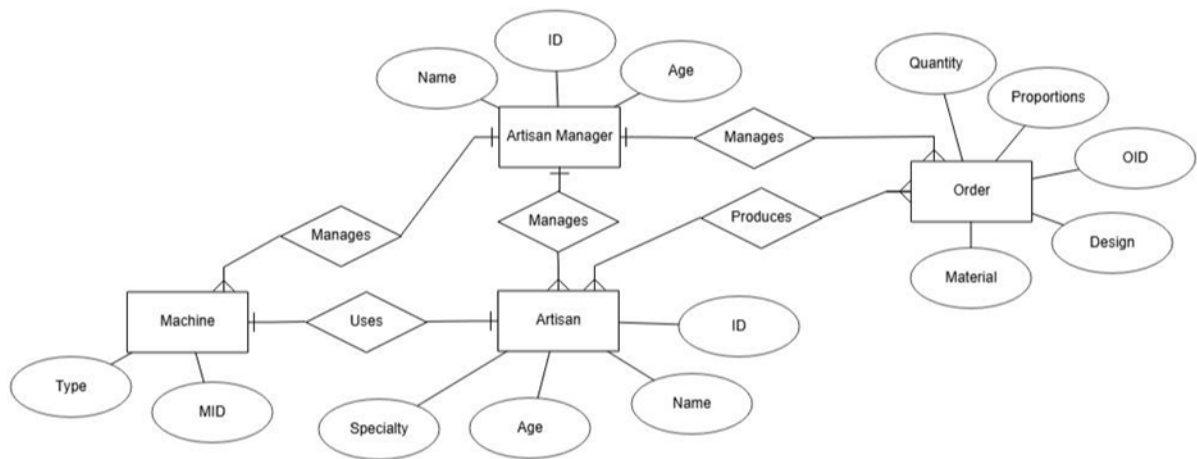 ID
Name
Age
Quantity
Proportions
Artisan Manager
Manages
OID
Order
Manages
Manages
Produces
Design
Material
Machine
Uses
Artisan
ID
Type
MID
Specialty
Age
Name